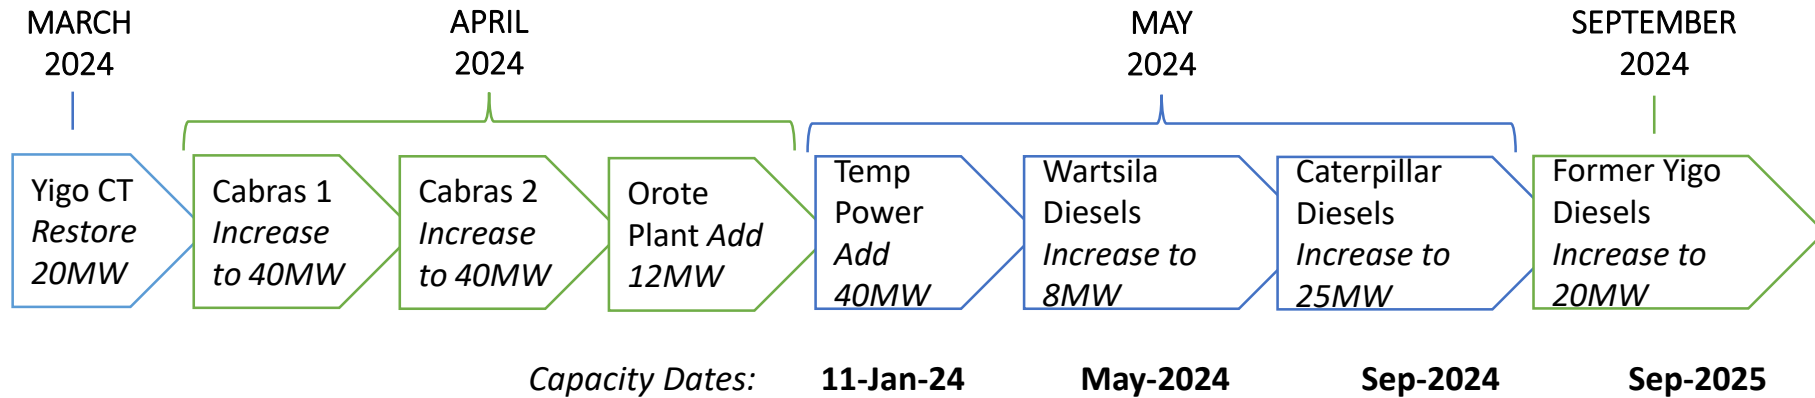 MARCH
2024
APRIL
2024
MAY
2024
SEPTEMBER
2024
Yigo CT
Restore
20MW
Cabras 1
Increase
to 40MW
Cabras 2
Increase
to 40MW
Orote
Plant Add
12MW
Temp
Power
Add
40MW
Wartsila
Diesels
Increase to
8MW
Caterpillar
Diesels
Increase to
25MW
Former Yigo
Diesels
Increase to
20MW
Capacity Dates: 11-Jan-24 May-2024 Sep-2024 Sep-2025